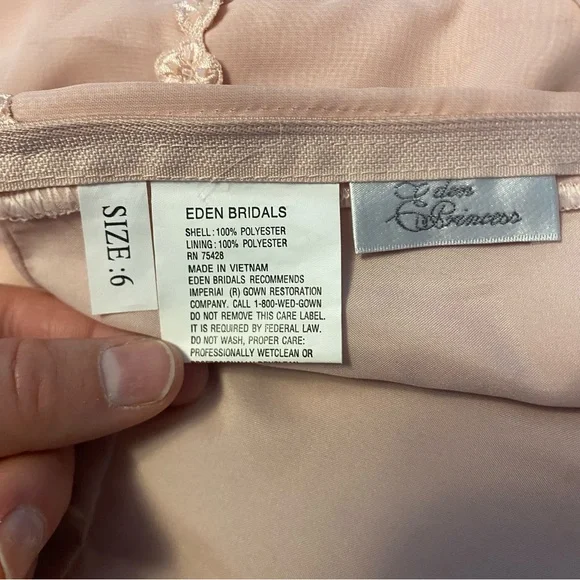 SIZE:6
EDEN BRIDALS
SHELL: 100% POLYESTER
LINING: 100% POLYESTER
RN 75428
MADE IN VIETNAM
EDEN BRIDALS RECOMMENDS
IMPERIAl (R) GOWN RESTORATION
COMPANY. CALL 1-800-WED-GOWN
DO NOT REMOVE THIS CARE LABEL.
IT IS REQUIRED BY FEDERAL LAW.
DO NOT WASH, PROPER CARE:
PROFESSIONALLY WETCLEAN OR
Eden
Princess